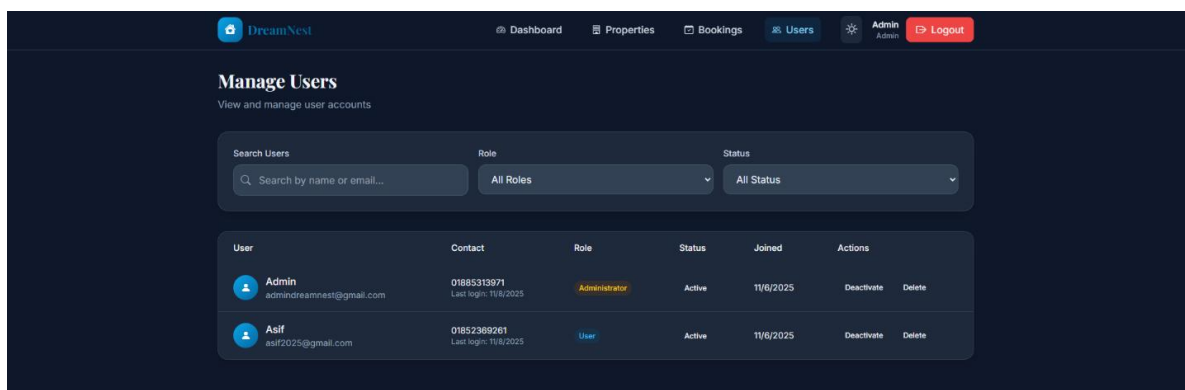 DreamNest
Dashboard Properties Bookings Users Admin Logout
Admin
Manage Users
View and manage user accounts
Search Users Role Status
Search by name or email... All Roles All Status
User Contact Role Status Joined Actions
Admin 01885313971 Administrator Active 11/6/2025 Deactivate Delete
admindreamnest@gmail.com Last login: 11/8/2025
Asif 01852369261 User Active 11/6/2025 Deactivate Delete
asif2025@gmail.com Last login: 11/8/2025